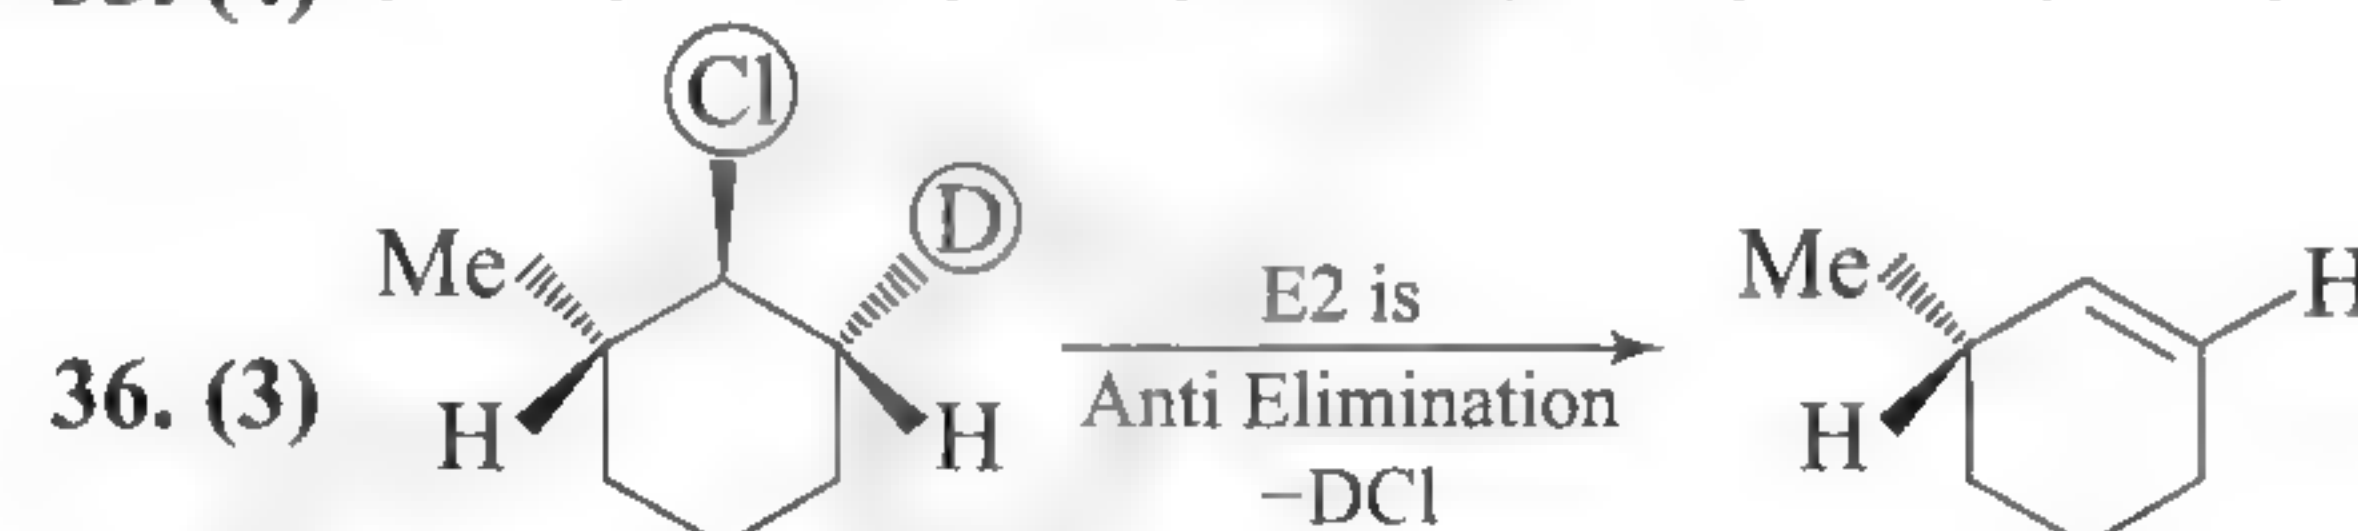 Cl
D
Me
Me
E2 is
H
36. (3)
H
H
Anti Elimination
H
–DCl